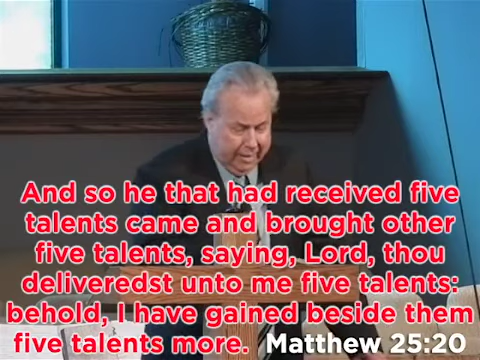 And so he that had received five
talents came and brought other
five talents, saying, Lord, thou
deliveredst unto me five talents:
behold, I have gained beside them
five talents more.  Matthew 25:20